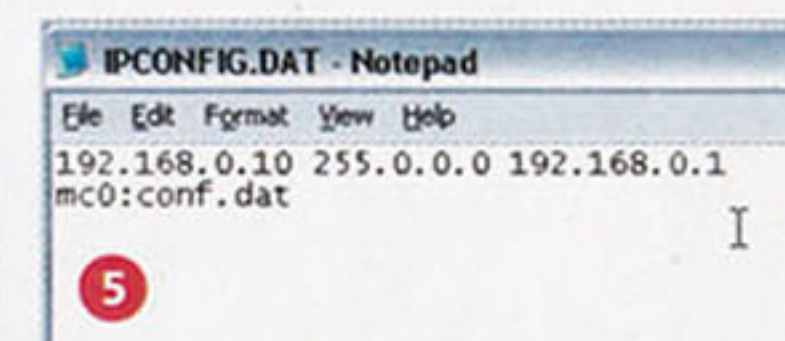 IPCONFIG.DAT - Notepad
File Edit Format View Help
192.168.0.10 255.0.0.0 192.168.0.1
mc0:conf.dat
5